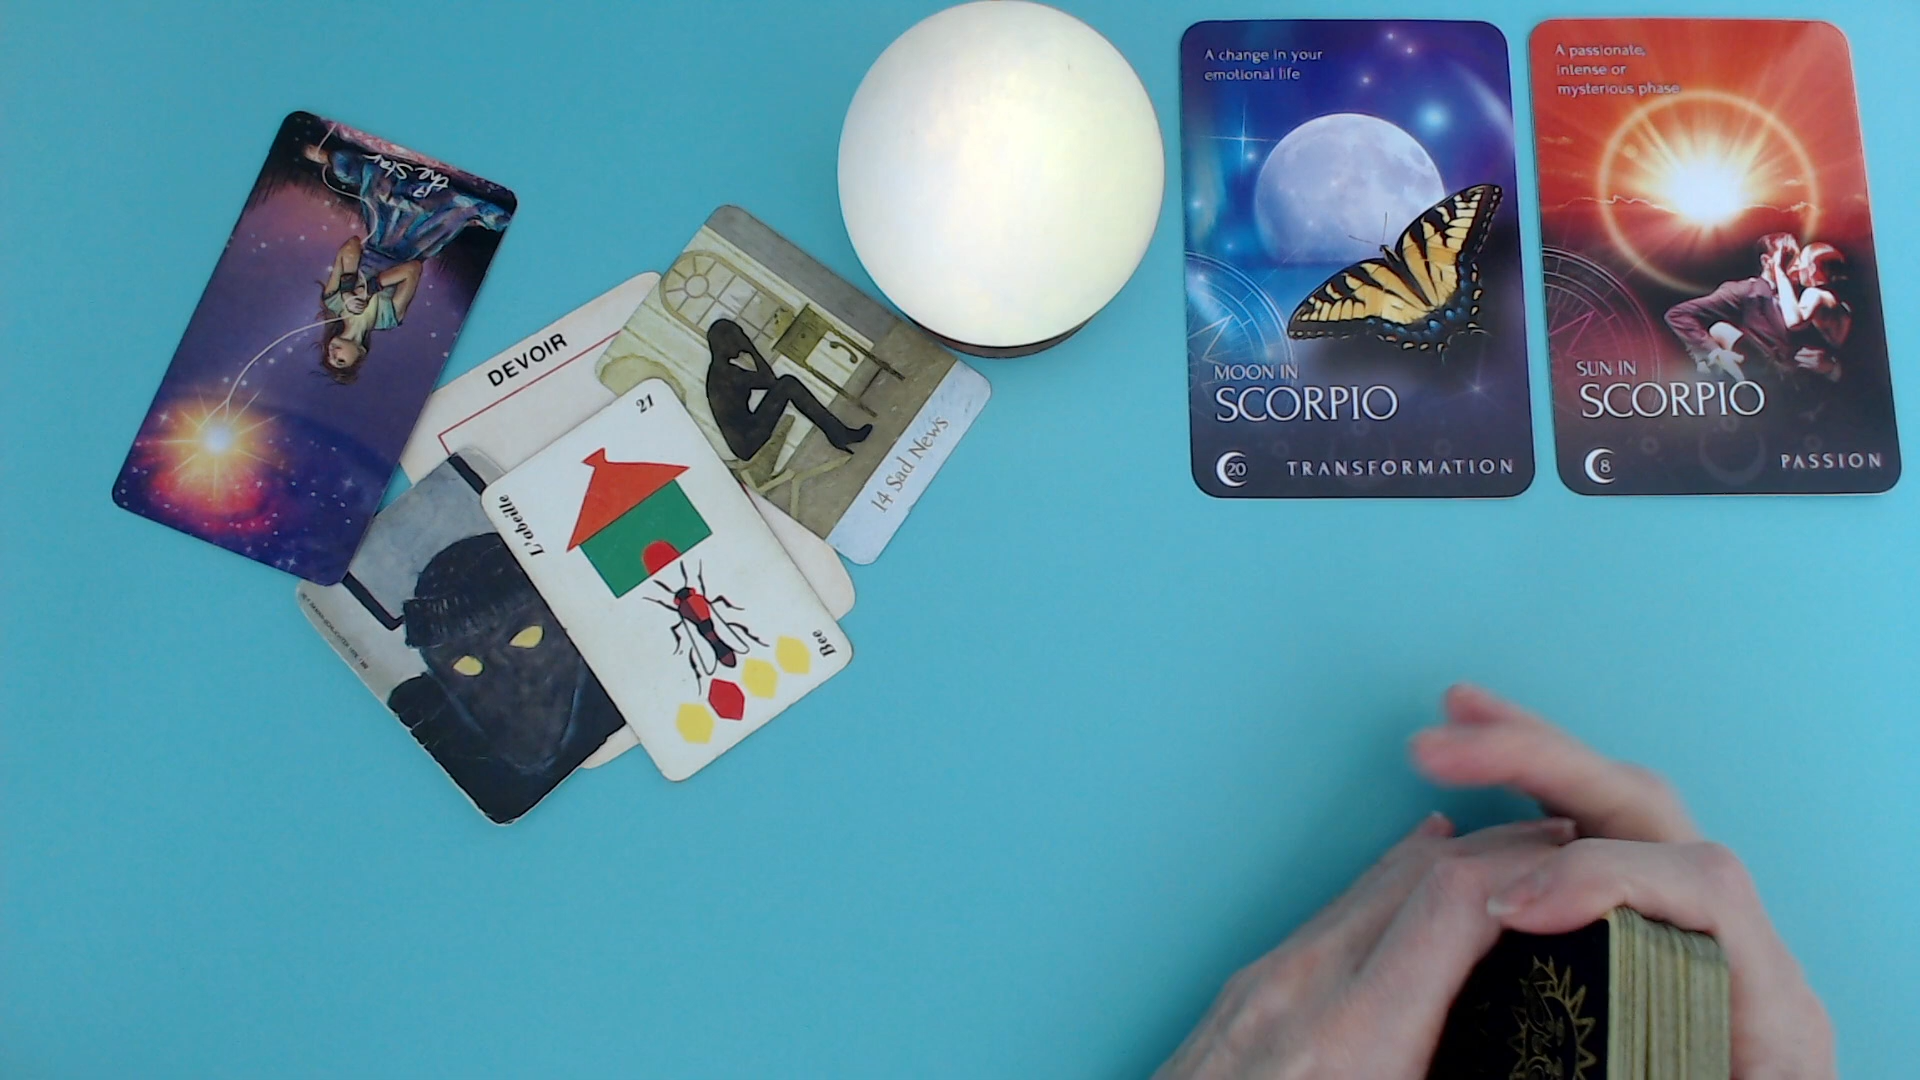 17
the Star
DEVOIR
14 Sad News
21
L'abeille
Bee
A change in your
emotional life
MOON IN
SCORPIO
20
TRANSFORMATION
A passionate,
intense or
mysterious phase
SUN IN
SCORPIO
8
PASSION